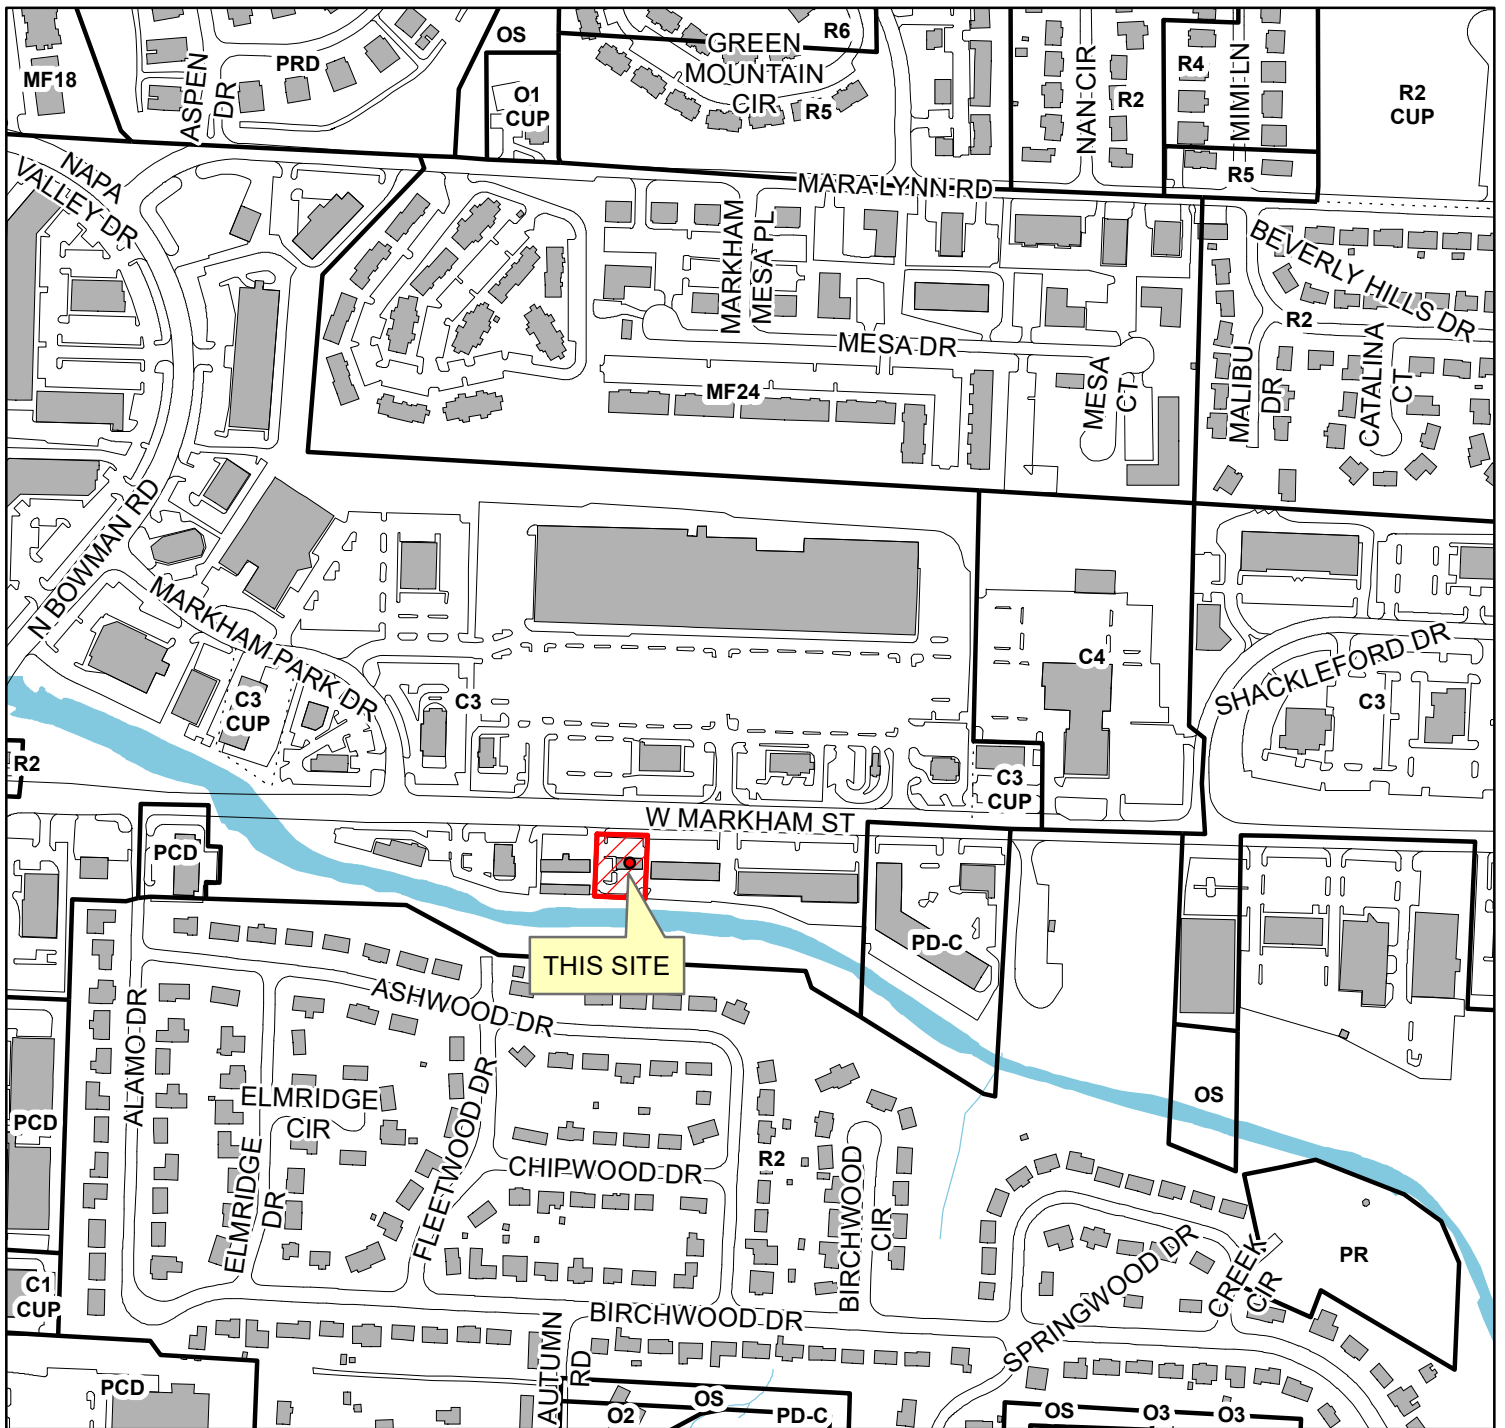 OS
R6
MF18
PRD
ASPEN
DR
O1
CUP
GREEN
MOUNTAIN
CIR
R5
NAN CIR
R2
R4
MIMI LN
R5
R2
CUP
NAPA
VALLEY DR
MARA LYNN RD
MARKHAM
MESA PL
BEVERLY HILLS DR
R2
MESA DR
MESA
CT
MALIBU
DR
CATALINA
CT
MF24
N BOWMAN RD
MARKHAM PARK DR
C3
CUP
C3
C4
SHACKLEFORD DR
C3
R2
C3
CUP
W MARKHAM ST
PCD
THIS SITE
PD-C
ALAMO DR
ASHWOOD DR
ELMRIDGE
CIR
FLEETWOOD DR
PCD
OS
ELMRIDGE
DR
CHIPWOOD DR
R2
BIRCHWOOD
CIR
SPRINGWOOD DR
CREEK
CIR
PR
C1
CUP
BIRCHWOOD DR
AUTUMN
RD
PCD
OS
O2
PD-C
OS
O3
O3